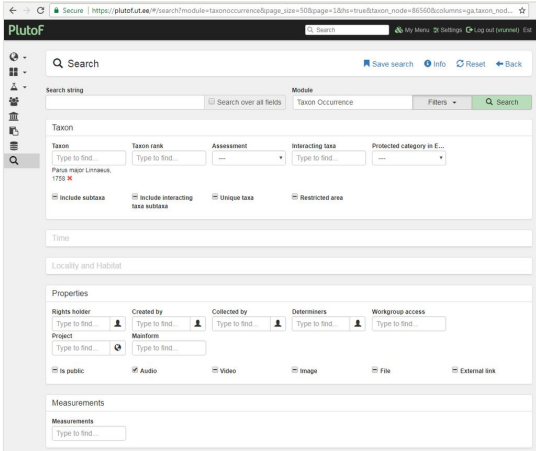 Secure | https://plutof.ut.ee/#/search?module=taxonoccurrence&page_size=50&page=1&hs=true&taxon_node=86560&columns=ga.taxon_nod...
PlutoF Search My Menu Settings Log out (vrunnel) Est
Search Save search Info Reset Back
Search string Module
Search over all fields Taxon Occurrence Filters Search
Taxon
Taxon Taxon rank Assessment Interacting taxa Protected category in E...
Type to find... Type to find... --- Type to find... ---
Parus major Linnaeus,
1758
Include subtaxa Include interacting Unique taxa Restricted area
taxa subtaxa
Time
Locality and Habitat
Properties
Rights holder Created by Collected by Determiners Workgroup access
Type to find... Type to find... Type to find... Type to find... Type to find...
Project Mainform
Type to find... Type to find...
Is public Audio Video Image File External link
Measurements
Measurements
Type to find...